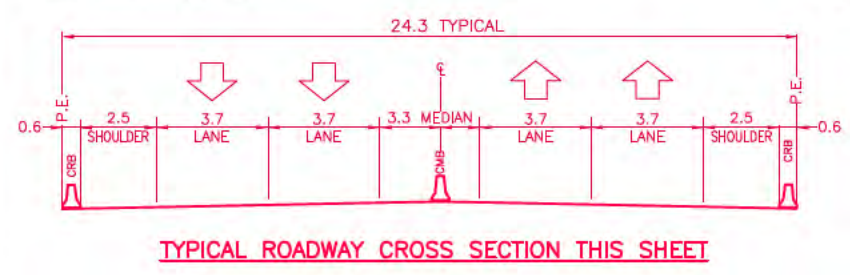 24.3 TYPICAL
℄
P.E.
P.E.
0.6
2.5
3.7
3.7
3.3 MEDIAN
3.7
3.7
2.5
0.6
SHOULDER
LANE
LANE
LANE
LANE
SHOULDER
CRB
CMB
CRB
TYPICAL ROADWAY CROSS SECTION THIS SHEET